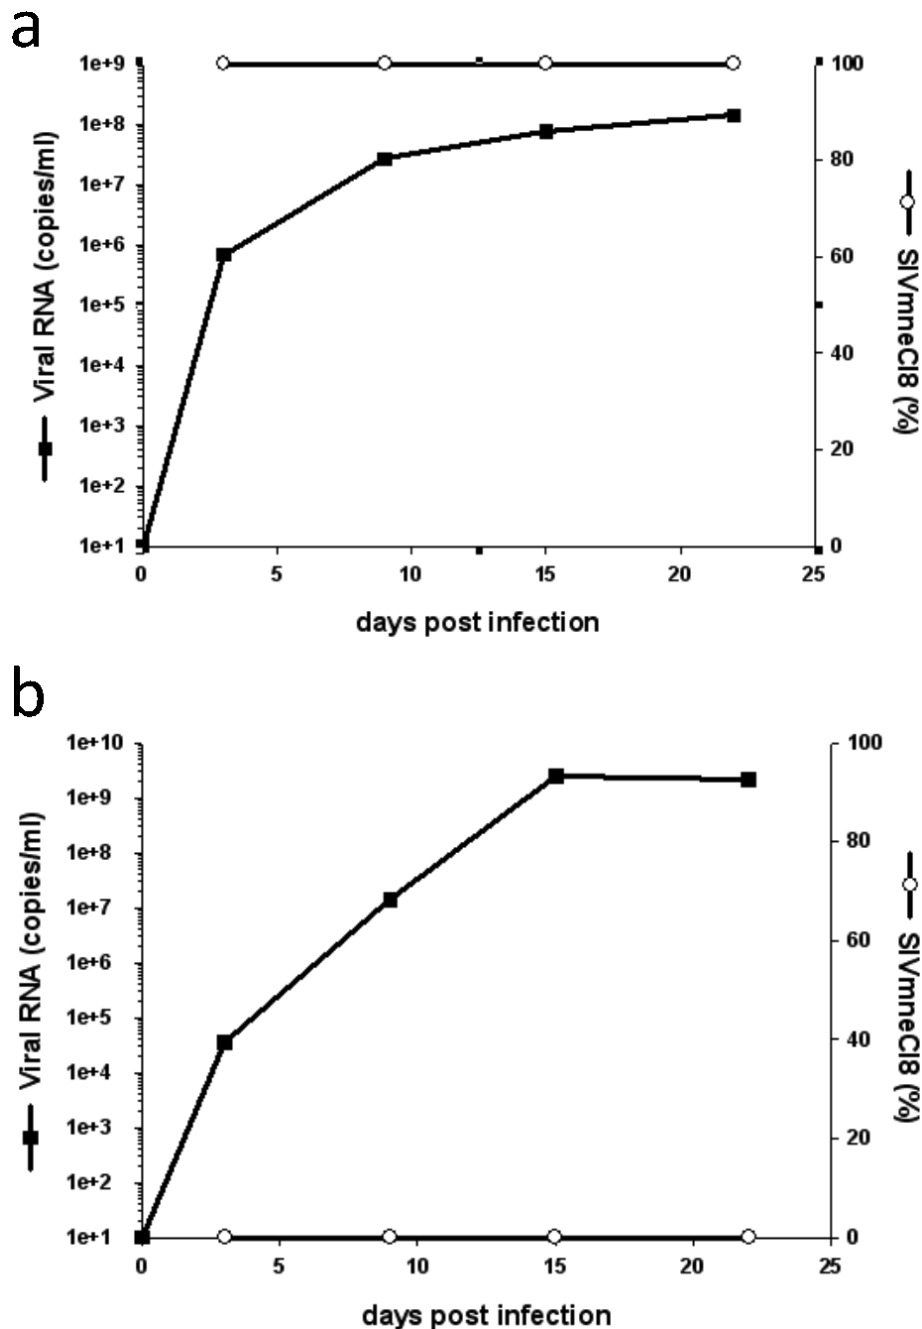 a
1e+9
1e+8
1e+7
1e+6
1e+5
1e+4
1e+3
1e+2
1e+1
Viral RNA (copies/ml)
100
80
60
40
20
0
SIVmneCl8 (%)
0 5 10 15 20 25
days post infection
b
1e+10
1e+9
1e+8
1e+7
1e+6
1e+5
1e+4
1e+3
1e+2
1e+1
Viral RNA (copies/ml)
100
80
60
40
20
0
SIVmneCl8 (%)
0 5 10 15 20 25
days post infection